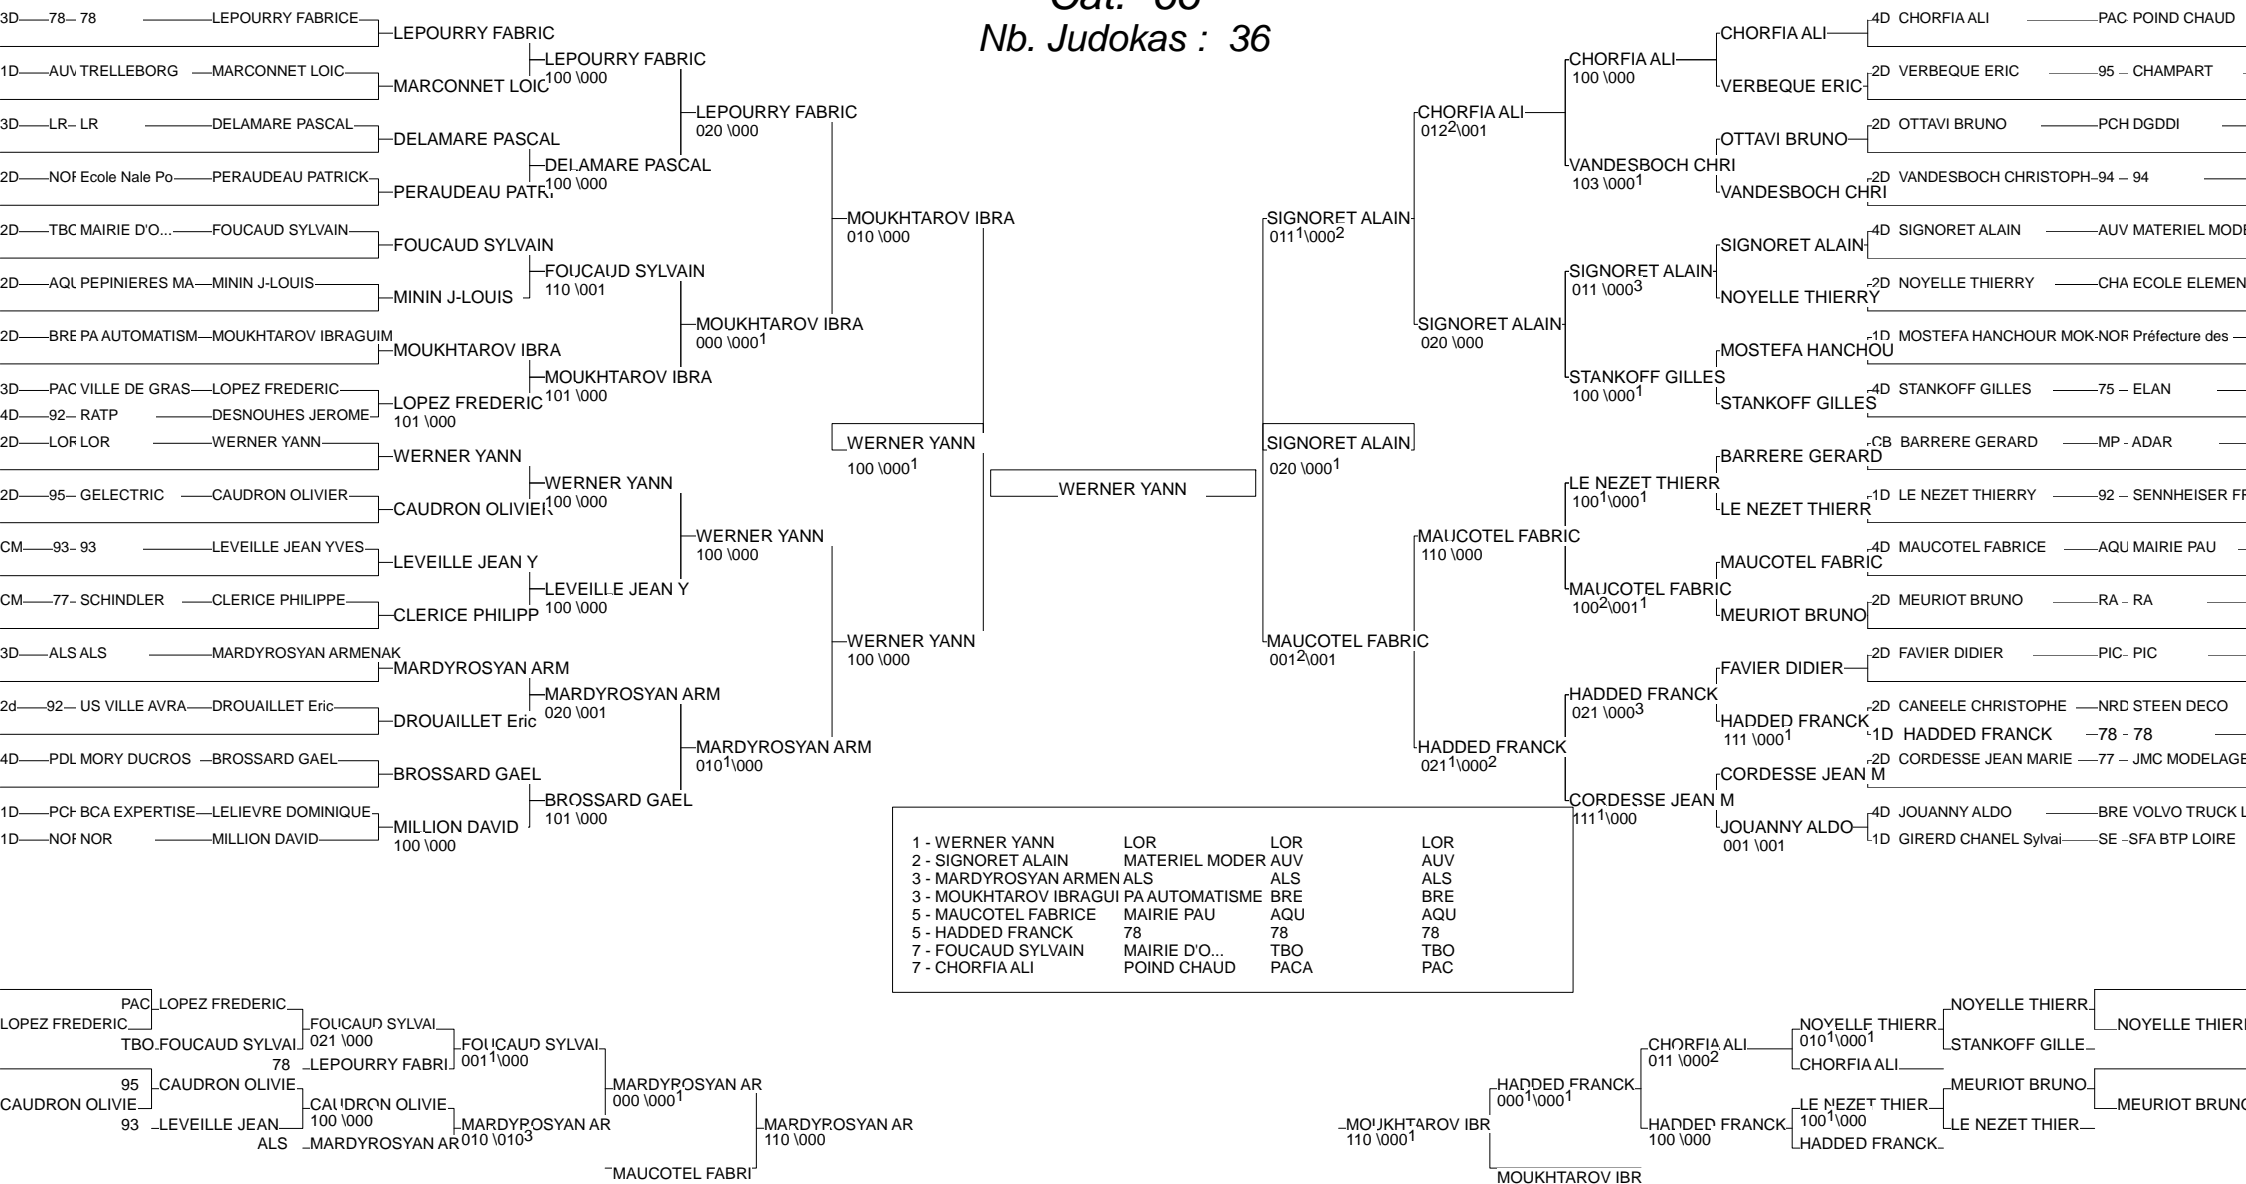 Nb. Judokas : 36
3D 78 78 LEPOURRY FABRICE
1D AUV TRELLEBORG MARCONNET LOIC
3D LR LR DELAMARE PASCAL
2D NOR Ecole Nale Po PERAUDEAU PATRICK
2D TBO MAIRIE D'O... FOUCAUD SYLVAIN
2D AQU PEPINIERES MA MININ J-LOUIS
2D BRE PA AUTOMATISM MOUKHTAROV IBRAGUIM
3D PAC VILLE DE GRAS LOPEZ FREDERIC
4D 92 RATP DESNOUHES JEROME
2D LOR LOR WERNER YANN
2D 95 GELECTRIC CAUDRON OLIVIER
CM 93 93 LEVEILLE JEAN YVES
CM 77 SCHINDLER CLERICE PHILIPPE
3D ALS ALS MARDYROSYAN ARMENAK
2d 92 US VILLE AVRA DROUAILLET Eric
4D PDL MORY DUCROS BROSSARD GAEL
1D PCH BCA EXPERTISE LELIEVRE DOMINIQUE
1D NOR NOR MILLION DAVID
LEPOURRY FABRIC
MARCONNET LOIC
DELAMARE PASCAL
PERAUDEAU PATRI
FOUCAUD SYLVAIN
MININ J-LOUIS
MOUKHTAROV IBRA
LOPEZ FREDERIC
101 \000
WERNER YANN
CAUDRON OLIVIER
LEVEILLE JEAN Y
CLERICE PHILIPP
MARDYROSYAN ARM
DROUAILLET Eric
BROSSARD GAEL
MILLION DAVID
100 \000
LEPOURRY FABRIC
100 \000
DELAMARE PASCAL
100 \000
FOUCAUD SYLVAIN
110 \001
MOUKHTAROV IBRA
101 \000
WERNER YANN
100 \000
LEVEILLE JEAN Y
100 \000
MARDYROSYAN ARM
020 \001
BROSSARD GAEL
101 \000
LEPOURRY FABRIC
020 \000
MOUKHTAROV IBRA
000 \0001
WERNER YANN
100 \000
MARDYROSYAN ARM
0101\000
MOUKHTAROV IBRA
010 \000
WERNER YANN
100 \000
WERNER YANN
100 \0001
WERNER YANN
SIGNORET ALAIN
020 \0001
SIGNORET ALAIN
0111\0002
MAUCOTEL FABRIC
0012\001
CHORFIA ALI
0122\001
SIGNORET ALAIN
020 \000
MAUCOTEL FABRIC
110 \000
HADDED FRANCK
0211\0002
CHORFIA ALI
100 \000
VANDESBOCH CHRI
103 \0001
SIGNORET ALAIN
011 \0003
STANKOFF GILLES
100 \0001
LE NEZET THIERR
1001\0001
MAUCOTEL FABRIC
1002\0011
HADDED FRANCK
021 \0003
CORDESSE JEAN M
1111\000
CHORFIA ALI
VERBEQUE ERIC
OTTAVI BRUNO
VANDESBOCH CHRI
SIGNORET ALAIN
NOYELLE THIERRY
MOSTEFA HANCHOU
STANKOFF GILLES
BARRERE GERARD
LE NEZET THIERR
MAUCOTEL FABRIC
MEURIOT BRUNO
FAVIER DIDIER
HADDED FRANCK
111 \0001
CORDESSE JEAN M
JOUANNY ALDO
001 \001
4D CHORFIA ALI PAC POIND CHAUD
2D VERBEQUE ERIC 95 CHAMPART
2D OTTAVI BRUNO PCH DGDDI
2D VANDESBOCH CHRISTOPH 94 94
4D SIGNORET ALAIN AUV MATERIEL MODE
2D NOYELLE THIERRY CHA ECOLE ELEMEN
1D MOSTEFA HANCHOUR MOK NOR Préfecture des
4D STANKOFF GILLES 75 ELAN
CB BARRERE GERARD MP ADAR
1D LE NEZET THIERRY 92 SENNHEISER FR
4D MAUCOTEL FABRICE AQU MAIRIE PAU
2D MEURIOT BRUNO RA RA
2D FAVIER DIDIER PIC PIC
2D CANEELE CHRISTOPHE NRD STEEN DECO
1D HADDED FRANCK 78 78
2D CORDESSE JEAN MARIE 77 JMC MODELAGE
4D JOUANNY ALDO BRE VOLVO TRUCK L
1D GIRERD CHANEL Sylvai SE SFA BTP LOIRE
1 - WERNER YANN LOR LOR LOR
2 - SIGNORET ALAIN MATERIEL MODER AUV AUV
3 - MARDYROSYAN ARMEN ALS ALS ALS
3 - MOUKHTAROV IBRAGUI PA AUTOMATISME BRE BRE
5 - MAUCOTEL FABRICE MAIRIE PAU AQU AQU
5 - HADDED FRANCK 78 78 78
7 - FOUCAUD SYLVAIN MAIRIE D'O... TBO TBO
7 - CHORFIA ALI POIND CHAUD PACA PAC
LOPEZ FREDERIC
CAUDRON OLIVIE
PAC LOPEZ FREDERIC
TBO FOUCAUD SYLVAI
95 CAUDRON OLIVIE
93 LEVEILLE JEAN
FOUCAUD SYLVAI
021 \000
78 LEPOURRY FABRI
CAUDRON OLIVIE
100 \000
ALS MARDYROSYAN AR
FOUCAUD SYLVAI
0011\000
MARDYROSYAN AR
010 \0103
MARDYROSYAN AR
000 \0001
MAUCOTEL FABRI
MARDYROSYAN AR
110 \000
MOUKHTAROV IBR
110 \0001
HADDED FRANCK
0001\0001
MOUKHTAROV IBR
CHORFIA ALI
011 \0002
HADDED FRANCK
100 \000
NOYELLE THIERR
0101\0001
CHORFIA ALI
LE NEZET THIER
1001\000
HADDED FRANCK
NOYELLE THIERR
STANKOFF GILLE
MEURIOT BRUNO
LE NEZET THIER
NOYELLE THIER
MEURIOT BRUNO